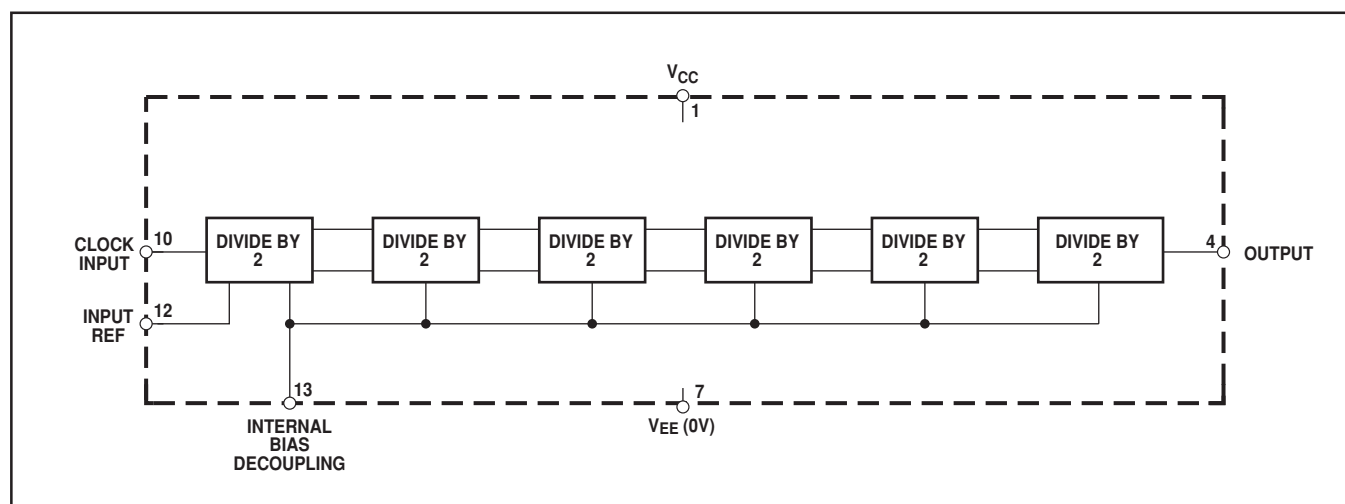 VCC
1
CLOCK
INPUT
10
DIVIDE BY
2
DIVIDE BY
2
DIVIDE BY
2
DIVIDE BY
2
DIVIDE BY
2
DIVIDE BY
2
4
OUTPUT
INPUT
REF
12
13
INTERNAL
BIAS
DECOUPLING
7
VEE (0V)